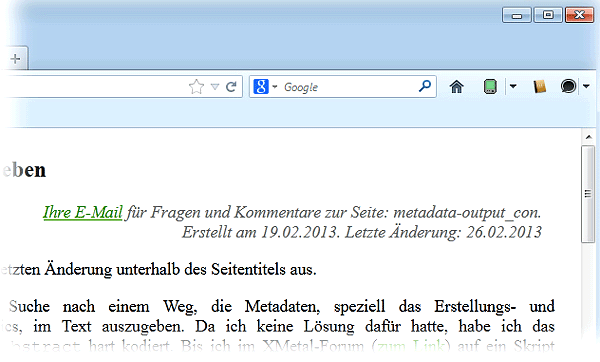 Google
eben
Ihre E-Mail für Fragen und Kommentare zur Seite: metadata-output_con.
Erstellt am 19.02.2013. Letzte Änderung: 26.02.2013
etzten Änderung unterhalb des Seitentitels aus.
Suche nach einem Weg, die Metadaten, speziell das Erstellungs- und
cs, im Text auszugeben. Da ich keine Lösung dafür hatte, habe ich das
bstract hart kodiert. Bis ich im XMetal-Forum (zum Link) auf ein Skript